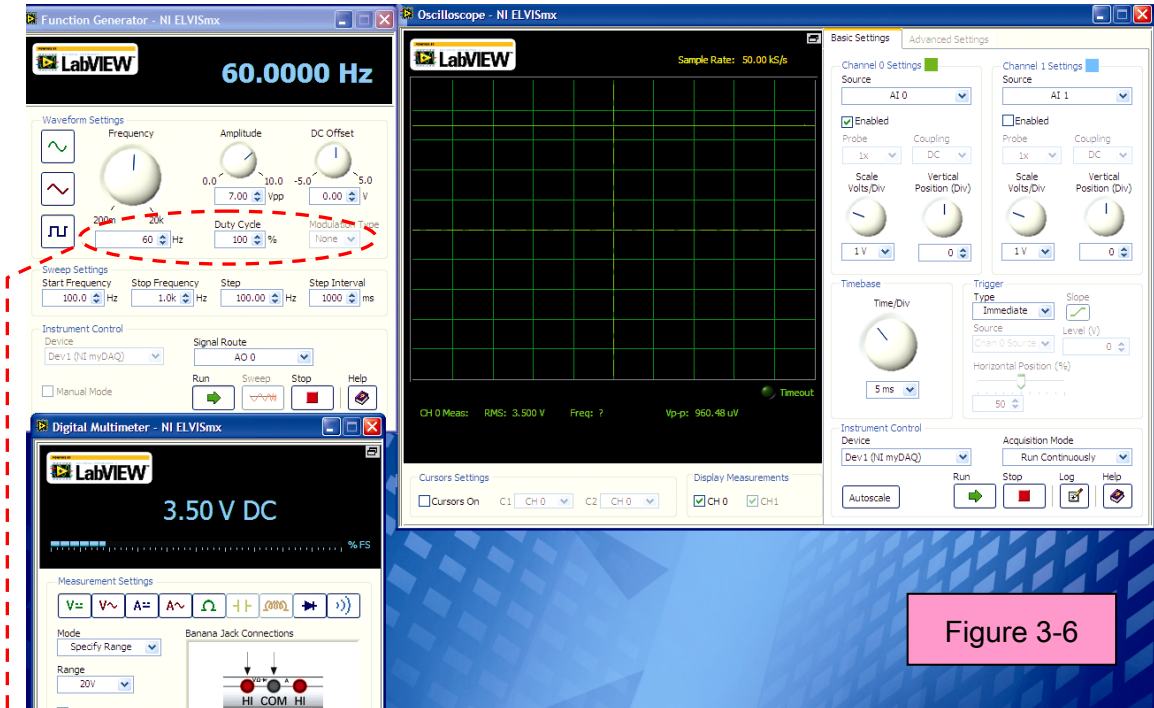 Function Generator - NI ELVISmx
LabVIEW
60.0000 Hz
Waveform Settings
Frequency
Amplitude
DC Offset
0.0 10.0
-5.0 5.0
7.00 Vpp
0.00 V
200m 20k
60 Hz
Duty Cycle
100 %
Modulation Type
None
Sweep Settings
Start Frequency
Stop Frequency
Step
Step Interval
100.0 Hz
1.0k Hz
100.00 Hz
1000 ms
Instrument Control
Device
Signal Route
Dev1 (NI myDAQ)
AO 0
Manual Mode
Run
Sweep
Stop
Help
Digital Multimeter - NI ELVISmx
LabVIEW
3.50 V DC
% FS
Measurement Settings
V=
V~
A=
A~
Ω
Mode
Specify Range
Banana Jack Connections
Range
20V
A
HI COM HI
Oscilloscope - NI ELVISmx
LabVIEW
Sample Rate: 50.00 kS/s
Timeout
CH 0 Meas: RMS: 3.500 V Freq: ? Vp-p: 960.48 uV
Cursors Settings
Cursors On
C1 CH 0
C2 CH 0
Display Measurements
CH 0
CH1
Basic Settings
Advanced Settings
Channel 0 Settings
Source
AI 0
Enabled
Probe
Coupling
1x
DC
Scale
Volts/Div
Vertical
Position (Div)
1 V
0
Channel 1 Settings
Source
AI 1
Enabled
Probe
Coupling
1x
DC
Scale
Volts/Div
Vertical
Position (Div)
1 V
0
Timebase
Time/Div
5 ms
Trigger
Type
Immediate
Slope
Source
Chan 0 Source
Level (V)
0
Horizontal Position (%)
50
Instrument Control
Device
Dev1 (NI myDAQ)
Acquisition Mode
Run Continuously
Autoscale
Run
Stop
Log
Help
Figure 3-6